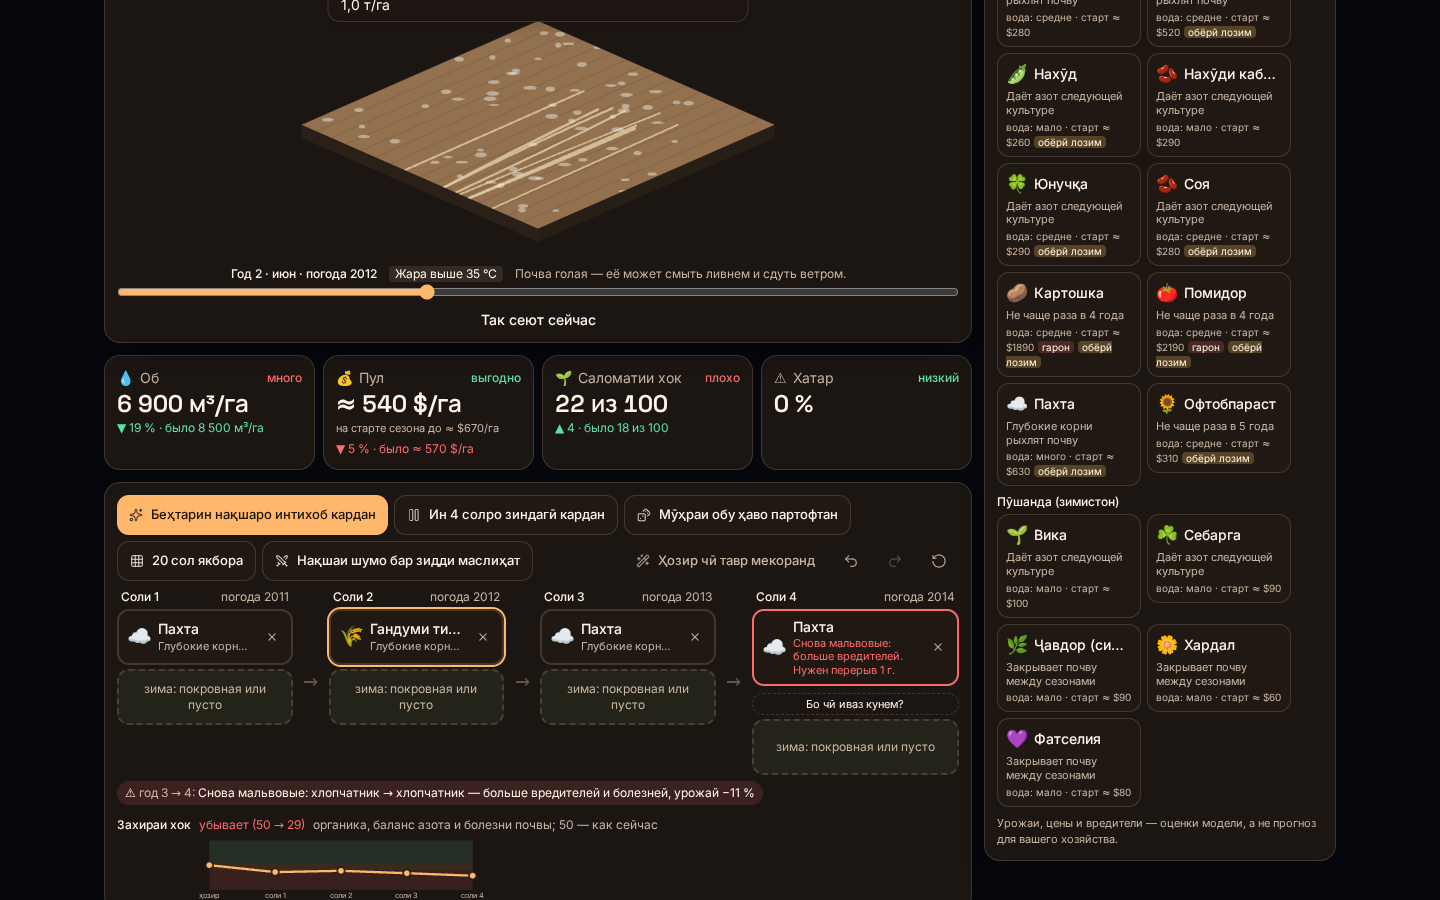 1,0 т/га
Год 2 · июн · погода 2012 Жара выше 35 °C Почва голая — её может смыть ливнем и сдуть ветром.
Так сеют сейчас
Об много
6 900 м³/га
▼ 19 % · было 8 500 м³/га
Пул выгодно
≈ 540 $/га
на старте сезона до ≈ $670/га
▼ 5 % · было ≈ 570 $/га
Саломатии хок плохо
22 из 100
▲ 4 · было 18 из 100
⚠ Хатар низкий
0 %
Беҳтарин нақшаро интихоб кардан
Ин 4 солро зиндагӣ кардан
Мӯҳраи обу ҳаво партофтан
20 сол якбора
Нақшаи шумо бар зидди маслиҳат
Ҳозир чӣ тавр мекоранд
Соли 1 погода 2011
Пахта ×
Глубокие корн...
зима: покровная или
пусто
→
Соли 2 погода 2012
Гандуми ти... ×
Глубокие корн...
зима: покровная или
пусто
→
Соли 3 погода 2013
Пахта ×
Глубокие корн...
зима: покровная или
пусто
→
Соли 4 погода 2014
Пахта ×
Снова мальвовые:
больше вредителей.
Нужен перерыв 1 г.
Бо чӣ иваз кунем?
зима: покровная или пусто
⚠ год 3 → 4: Снова мальвовые: хлопчатник → хлопчатник — больше вредителей и болезней, урожай −11 %
Захираи хок убывает (50 → 29) органика, баланс азота и болезни почвы; 50 — как сейчас
ҳозир соли 1 соли 2 соли 3 соли 4
рыхлят почву
вода: средне · старт ≈
$280
рыхлят почву
вода: средне · старт ≈
$520 обёрӣ лозим
Нахӯд
Даёт азот следующей
культуре
вода: мало · старт ≈
$260 обёрӣ лозим
Нахӯди каб...
Даёт азот следующей
культуре
вода: мало · старт ≈
$290
Юнучқа
Даёт азот следующей
культуре
вода: средне · старт ≈
$290 обёрӣ лозим
Соя
Даёт азот следующей
культуре
вода: средне · старт ≈
$280 обёрӣ лозим
Картошка
Не чаще раза в 4 года
вода: средне · старт ≈
$1890 гарон обёрӣ
лозим
Помидор
Не чаще раза в 4 года
вода: средне · старт ≈
$2190 гарон обёрӣ
лозим
Пахта
Глубокие корни
рыхлят почву
вода: много · старт ≈
$630 обёрӣ лозим
Офтобпараст
Не чаще раза в 5 года
вода: средне · старт ≈
$310 обёрӣ лозим
Пӯшанда (зимистон)
Вика
Даёт азот следующей
культуре
вода: мало · старт ≈
$100
Себарга
Даёт азот следующей
культуре
вода: мало · старт ≈ $90
Ҷавдор (си...
Закрывает почву
между сезонами
вода: мало · старт ≈ $90
Хардал
Закрывает почву
между сезонами
вода: мало · старт ≈ $60
Фатселия
Закрывает почву
между сезонами
вода: мало · старт ≈ $80
Урожаи, цены и вредители — оценки модели, а не прогноз
для вашего хозяйства.